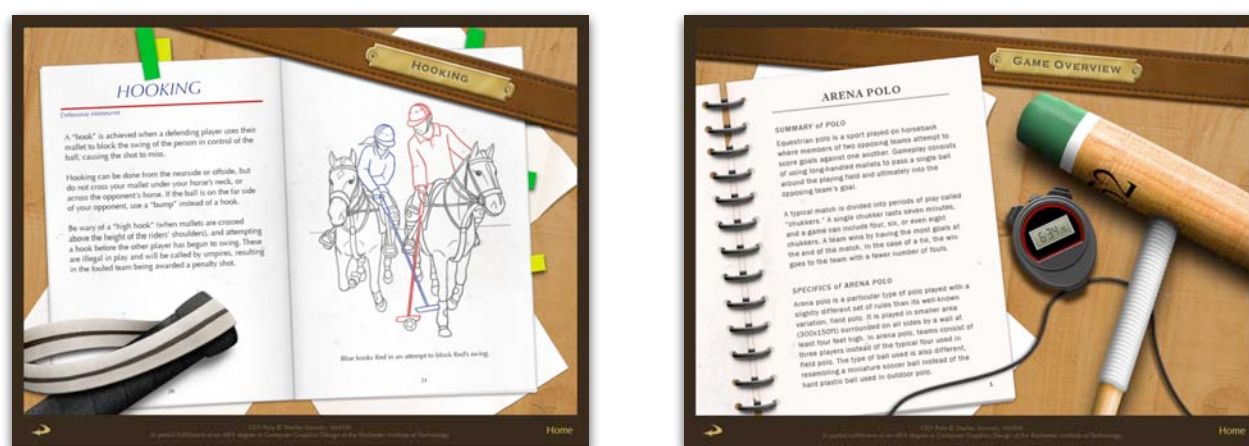 HOOKING
Defensive Maneuver
A "hook" is achieved when a defending player uses their
mallet to block the swing of the person in control of the
ball, causing the shot to miss.
Hooking can be done from the nearside or offside, but
do not cross your mallet under your horse's neck, or
across the opponent's horse. If the ball is on the far side
of your opponent, use a "bump" instead of a hook.
Be wary of a "high hook" (when mallets are crossed
above the height of the riders' shoulders), and attempting
a hook before the other player has begun to swing. These
are illegal in play and will be called by umpires, resulting
in the fouled team being awarded a penalty shot.
20
HOOKING
Blue hooks Red in an attempt to block Red's swing.
21
Home
GAME OVERVIEW
ARENA POLO
SUMMARY of POLO
Equestrian polo is a sport played on horseback
where members of two opposing teams attempt to
score goals against one another. Gameplay consists
of using long-handled mallets to pass a single ball
around the playing field and ultimately into the
opposing team's goal.
A typical match is divided into periods of play called
"chukkers." A single chukker lasts seven minutes,
and a game can include four, six, or even eight
chukkers. A team wins by having the most goals at
the end of the match. In the case of a tie, the win
goes to the team with a fewer number of fouls.
SPECIFICS of ARENA POLO
Arena polo is a particular type of polo played with a
slightly different set of rules than its well-known
variation, field polo. It is played in smaller area
(300x150ft) surrounded on all sides by a wall at
least four feet high. In arena polo, teams consist of
three players instead of the typical four used in
field polo. The type of ball used is also different,
resembling a miniature soccer ball instead of the
hard plastic ball used in outdoor polo.
1
Home